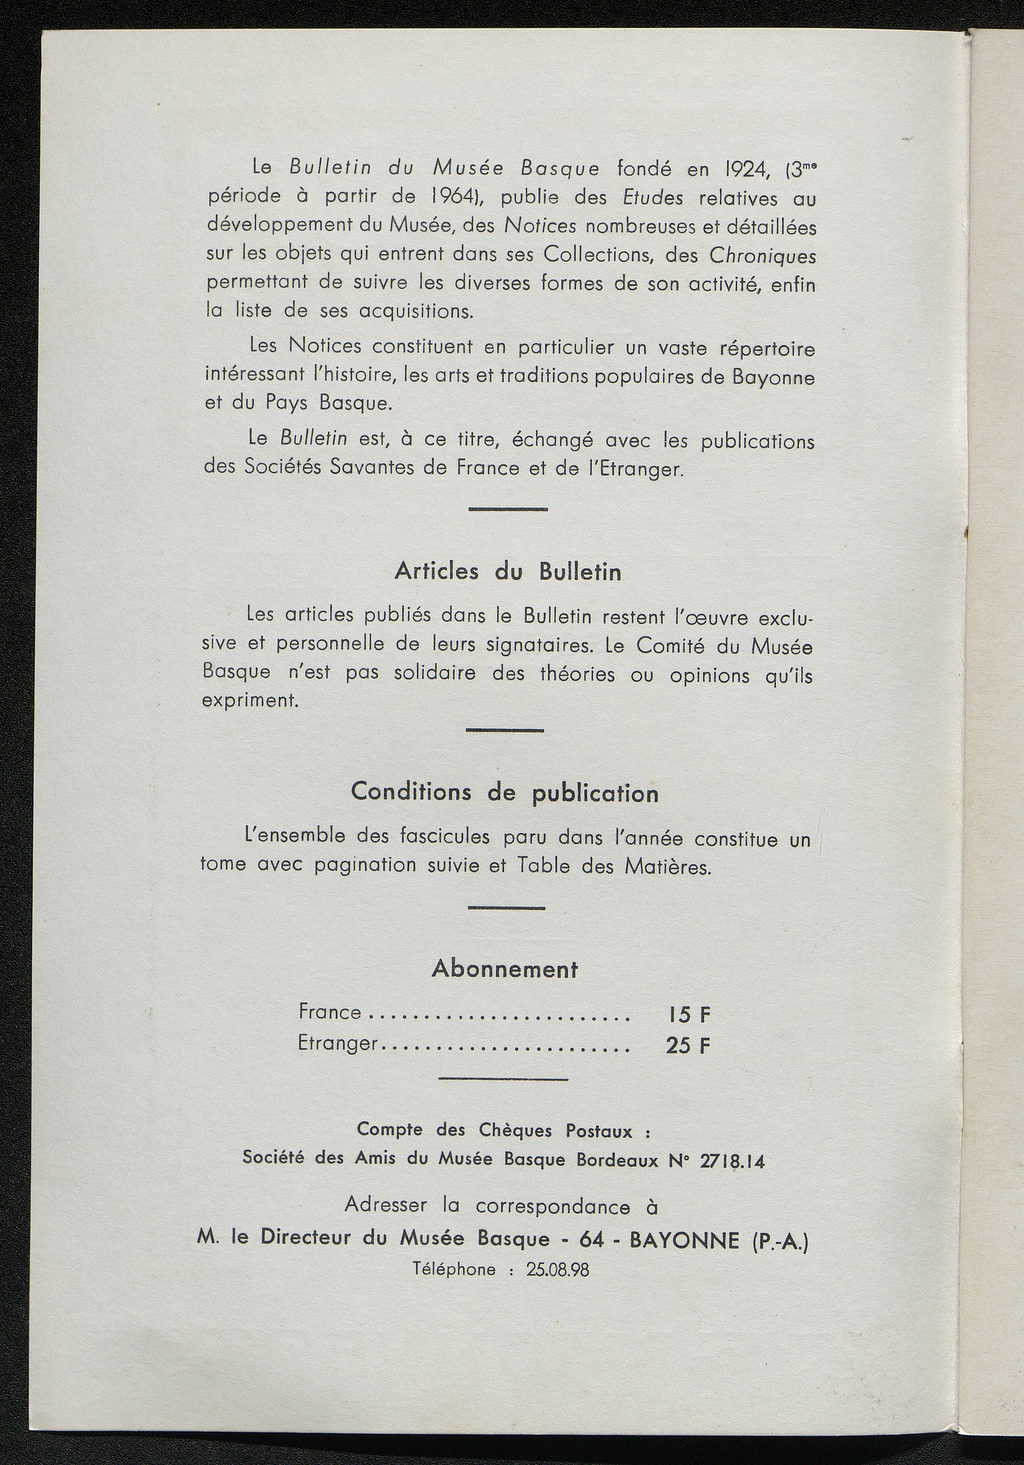 Le Bulletin du Musée Basque fondé en 1924, (3me
période à partir de 1964), publie des Etudes relatives au
développement du Musée, des Notices nombreuses et détaillées
sur les objets qui entrent dans ses Collections, des Chroniques
permettant de suivre les diverses formes de son activité, enfin
la liste de ses acquisitions.
Les Notices constituent en particulier un vaste répertoire
intéressant l'histoire, les arts et traditions populaires de Bayonne
et du Pays Basque.
Le Bulletin est, à ce titre, échangé avec les publications
des Sociétés Savantes de France et de l'Etranger.
Articles du Bulletin
Les articles publiés dans le Bulletin restent l'œuvre exclu-
sive et personnelle de leurs signataires. Le Comité du Musée
Basque n'est pas solidaire des théories ou opinions qu'ils
expriment.
Conditions de publication
L'ensemble des fascicules paru dans l'année constitue un
tome avec pagination suivie et Table des Matières.
Abonnement
France ........................ 15 F
Etranger....................... 25 F
Compte des Chèques Postaux :
Société des Amis du Musée Basque Bordeaux N° 2718.14
Adresser la correspondance à
M. le Directeur du Musée Basque - 64 - BAYONNE (P.-A.)
Téléphone : 25.08.98